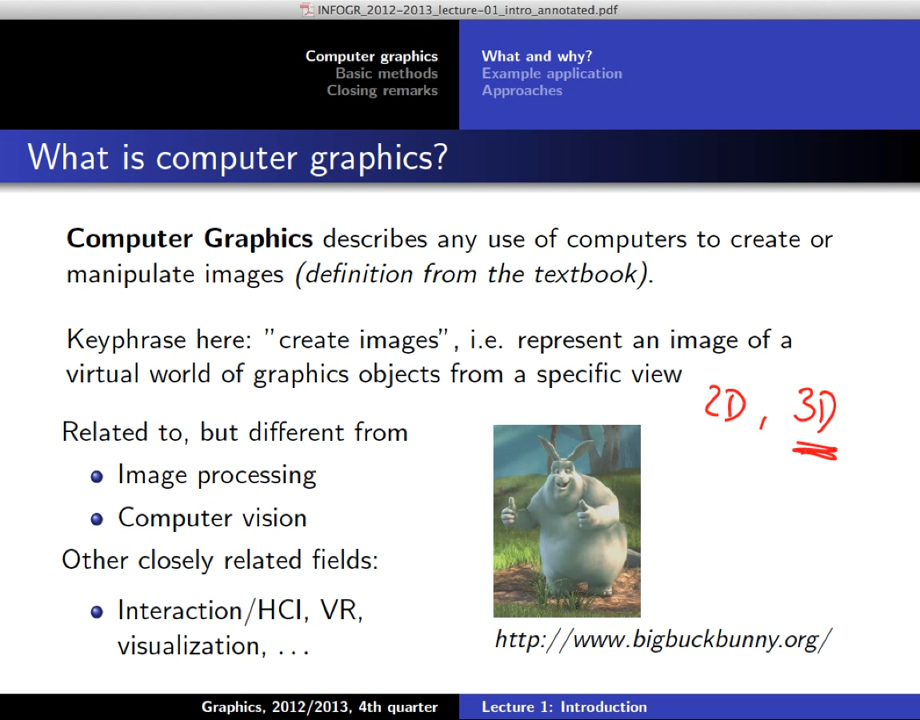 INFOGR_2012-2013_lecture-01_intro_annotated.pdf
Computer graphics
Basic methods
Closing remarks
What and why?
Example application
Approaches
What is computer graphics?
Computer Graphics describes any use of computers to create or
manipulate images (definition from the textbook).
Keyphrase here: ”create images”, i.e. represent an image of a
virtual world of graphics objects from a specific view
2D, 3D
Related to, but different from
Image processing
Computer vision
Other closely related fields:
Interaction/HCI, VR,
visualization, . . .
http://www.bigbuckbunny.org/
Graphics, 2012/2013, 4th quarter
Lecture 1: Introduction